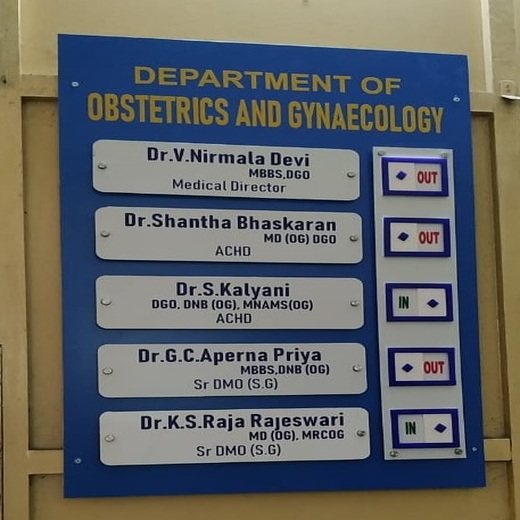 DEPARTMENT OF
OBSTETRICS AND GYNAECOLOGY
Dr.V.Nirmala Devi
MBBS,DGO
Medical Director
OUT
Dr.Shantha Bhaskaran
MD (OG) DGO
ACHD
OUT
Dr.S.Kalyani
DGO, DNB (OG), MNAMS(OG)
ACHD
IN
Dr.G.C.Aperna Priya
MBBS,DNB (OG)
Sr DMO (S.G)
OUT
Dr.K.S.Raja Rajeswari
MD (OG), MRCOG
Sr DMO (S.G)
IN